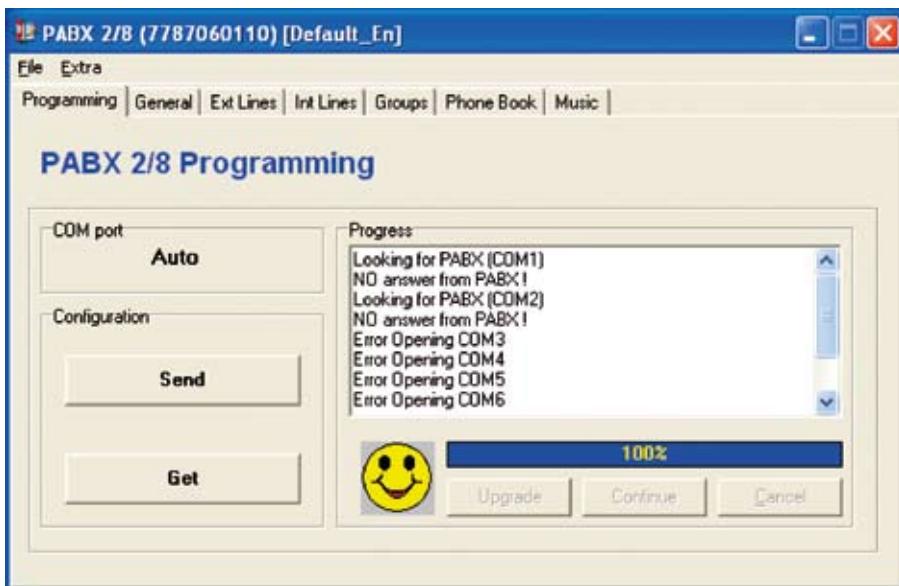 PABX 2/8 (7787060110) [Default_En]
File Extra
Programming General Ext Lines Int Lines Groups Phone Book Music
PABX 2/8 Programming
COM port
Auto
Configuration
Send
Get
Progress
Looking for PABX (COM1)
NO answer from PABX !
Looking for PABX (COM2)
NO answer from PABX !
Error Opening COM3
Error Opening COM4
Error Opening COM5
Error Opening COM6
100%
Upgrade Continue Cancel